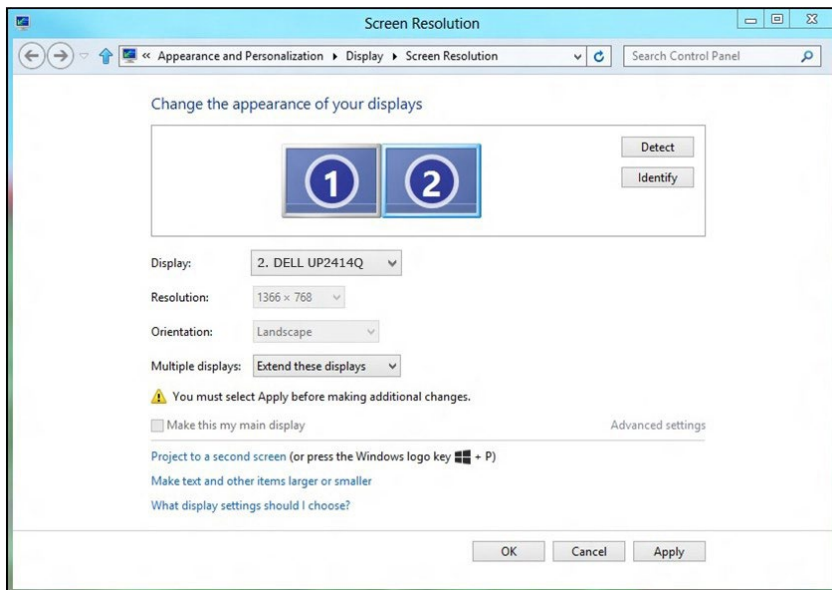 Screen Resolution
« Appearance and Personalization ▸ Display ▸ Screen Resolution
Search Control Panel
Change the appearance of your displays
1 2
Detect
Identify
Display: 2. DELL UP2414Q
Resolution: 1366 × 768
Orientation: Landscape
Multiple displays: Extend these displays
You must select Apply before making additional changes.
Make this my main display Advanced settings
Project to a second screen (or press the Windows logo key + P)
Make text and other items larger or smaller
What display settings should I choose?
OK Cancel Apply